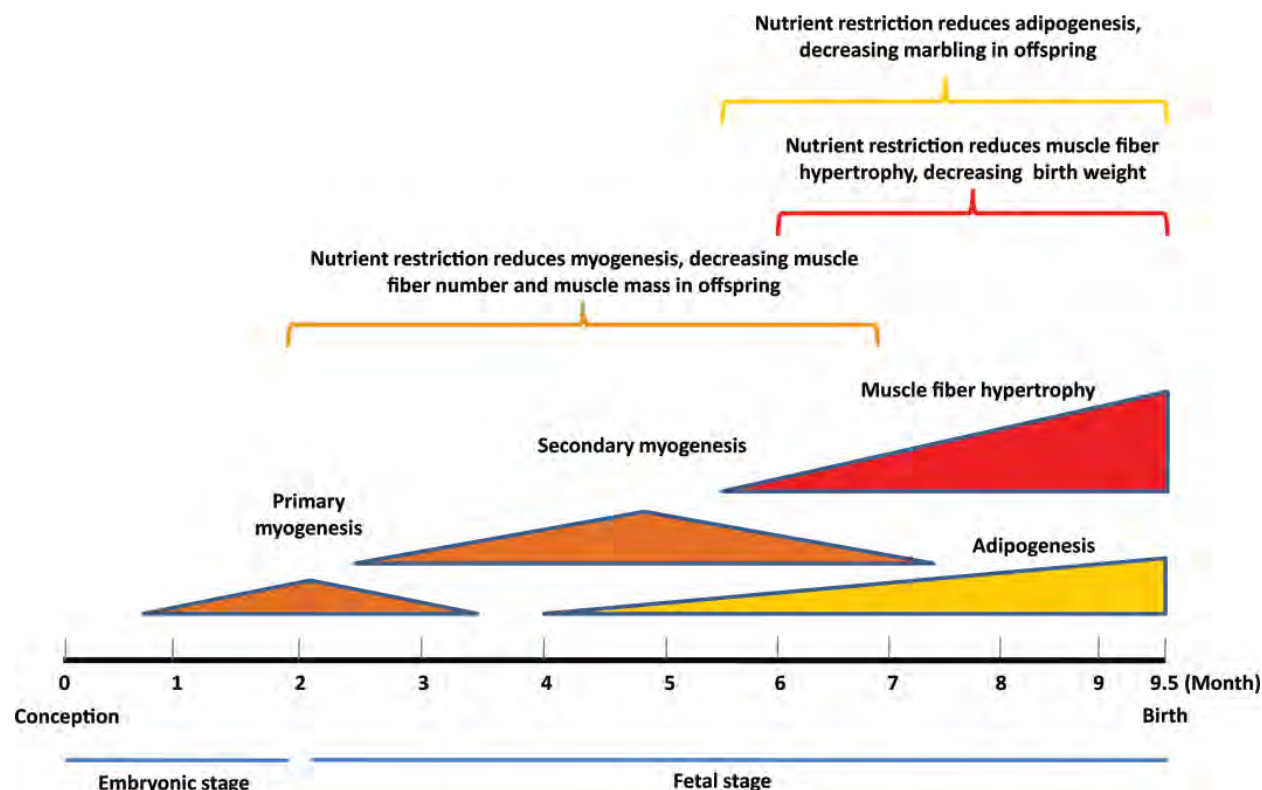 Nutrient restriction reduces adipogenesis,
decreasing marbling in offspring
Nutrient restriction reduces muscle fiber
hypertrophy, decreasing birth weight
Nutrient restriction reduces myogenesis, decreasing muscle
fiber number and muscle mass in offspring
Muscle fiber hypertrophy
Secondary myogenesis
Primary
myogenesis
Adipogenesis
0 1 2 3 4 5 6 7 8 9 9.5 (Month)
Conception Birth
Embryonic stage Fetal stage